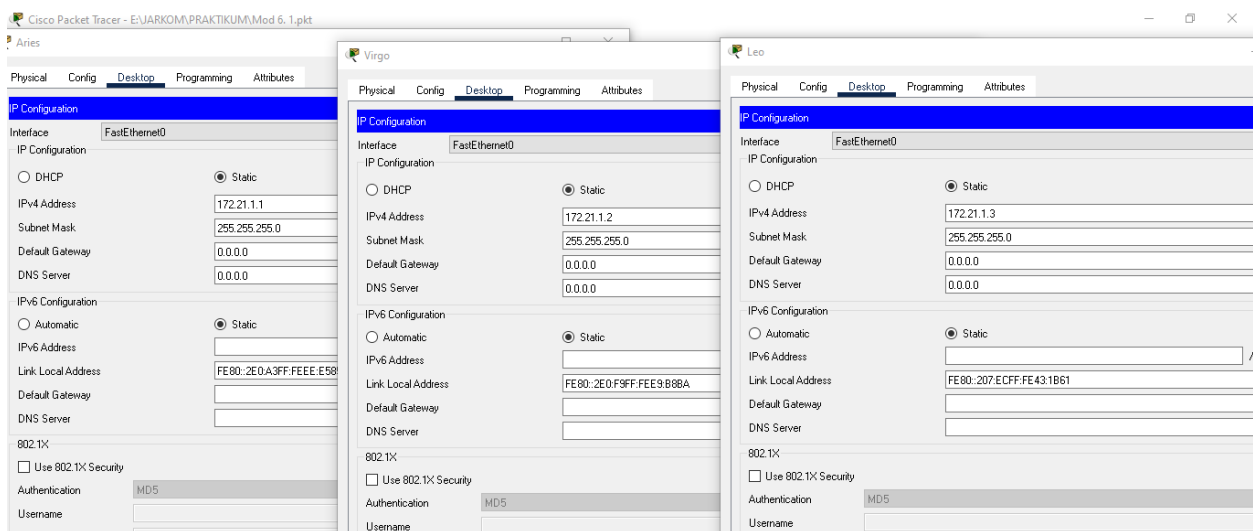 Cisco Packet Tracer - E:\JARKOM\PRAKTIKUM\Mod 6. 1.pkt
Aries
Physical Config Desktop Programming Attributes
IP Configuration
Interface FastEthernet0
IP Configuration
DHCP Static
IPv4 Address 172.21.1.1
Subnet Mask 255.255.255.0
Default Gateway 0.0.0.0
DNS Server 0.0.0.0
IPv6 Configuration
Automatic Static
IPv6 Address
Link Local Address FE80::2E0:A3FF:FEEE:E58
Default Gateway
DNS Server
802.1X
Use 802.1X Security
Authentication MD5
Username
Virgo
Physical Config Desktop Programming Attributes
IP Configuration
Interface FastEthernet0
IP Configuration
DHCP Static
IPv4 Address 172.21.1.2
Subnet Mask 255.255.255.0
Default Gateway 0.0.0.0
DNS Server 0.0.0.0
IPv6 Configuration
Automatic Static
IPv6 Address
Link Local Address FE80::2E0:F9FF:FEE9:B8BA
Default Gateway
DNS Server
802.1X
Use 802.1X Security
Authentication MD5
Username
Leo
Physical Config Desktop Programming Attributes
IP Configuration
Interface FastEthernet0
IP Configuration
DHCP Static
IPv4 Address 172.21.1.3
Subnet Mask 255.255.255.0
Default Gateway 0.0.0.0
DNS Server 0.0.0.0
IPv6 Configuration
Automatic Static
IPv6 Address /
Link Local Address FE80::207:ECFF:FE43:1B61
Default Gateway
DNS Server
802.1X
Use 802.1X Security
Authentication MD5
Username